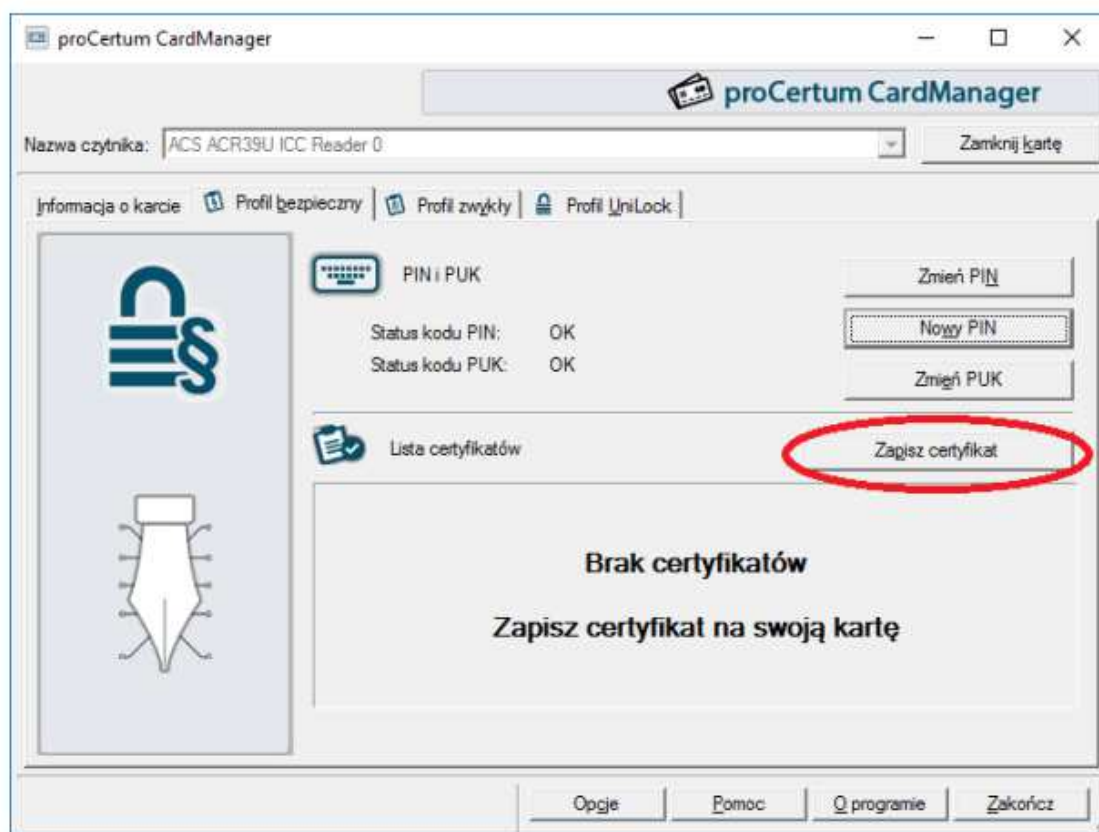 proCertum CardManager
proCertum CardManager
Nazwa czytnika: ACS ACR39U ICC Reader 0 Zamknij kartę
Informacja o karcie Profil bezpieczny Profil zwykły Profil UniLock
PIN i PUK Zmień PIN
Status kodu PIN: OK Nowy PIN
Status kodu PUK: OK Zmień PUK
Lista certyfikatów Zapisz certyfikat
Brak certyfikatów
Zapisz certyfikat na swoją kartę
Opcje Pomoc O programie Zakończ